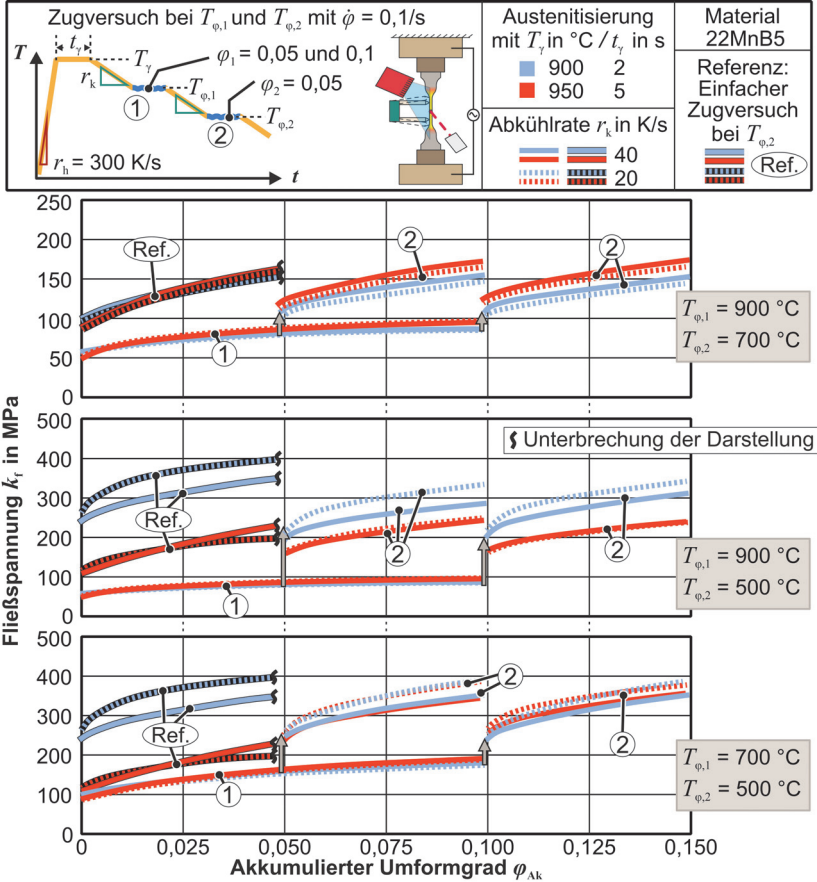 Zugversuch bei Tφ,1 und Tφ,2 mit φ̇ = 0,1/s
T
tγ
Tγ
rk
φ1 = 0,05 und 0,1
Tφ,1
φ2 = 0,05
1
2
Tφ,2
rh = 300 K/s
t
Austenitisierung
mit Tγ in °C / tγ in s
900 2
950 5
Abkühlrate rk in K/s
40
20
Material
22MnB5
Referenz:
Einfacher
Zugversuch
bei Tφ,2
Ref.
Fließspannung kf in MPa
250
200
150
100
50
0
Ref.
1
2
2
Tφ,1 = 900 °C
Tφ,2 = 700 °C
Unterbrechung der Darstellung
400
300
200
100
0
Ref.
1
2
2
2
Tφ,1 = 900 °C
Tφ,2 = 500 °C
400
300
200
100
0
Ref.
1
2
2
Tφ,1 = 700 °C
Tφ,2 = 500 °C
0 0,025 0,050 0,075 0,100 0,125 0,150
Akkumulierter Umformgrad φAk